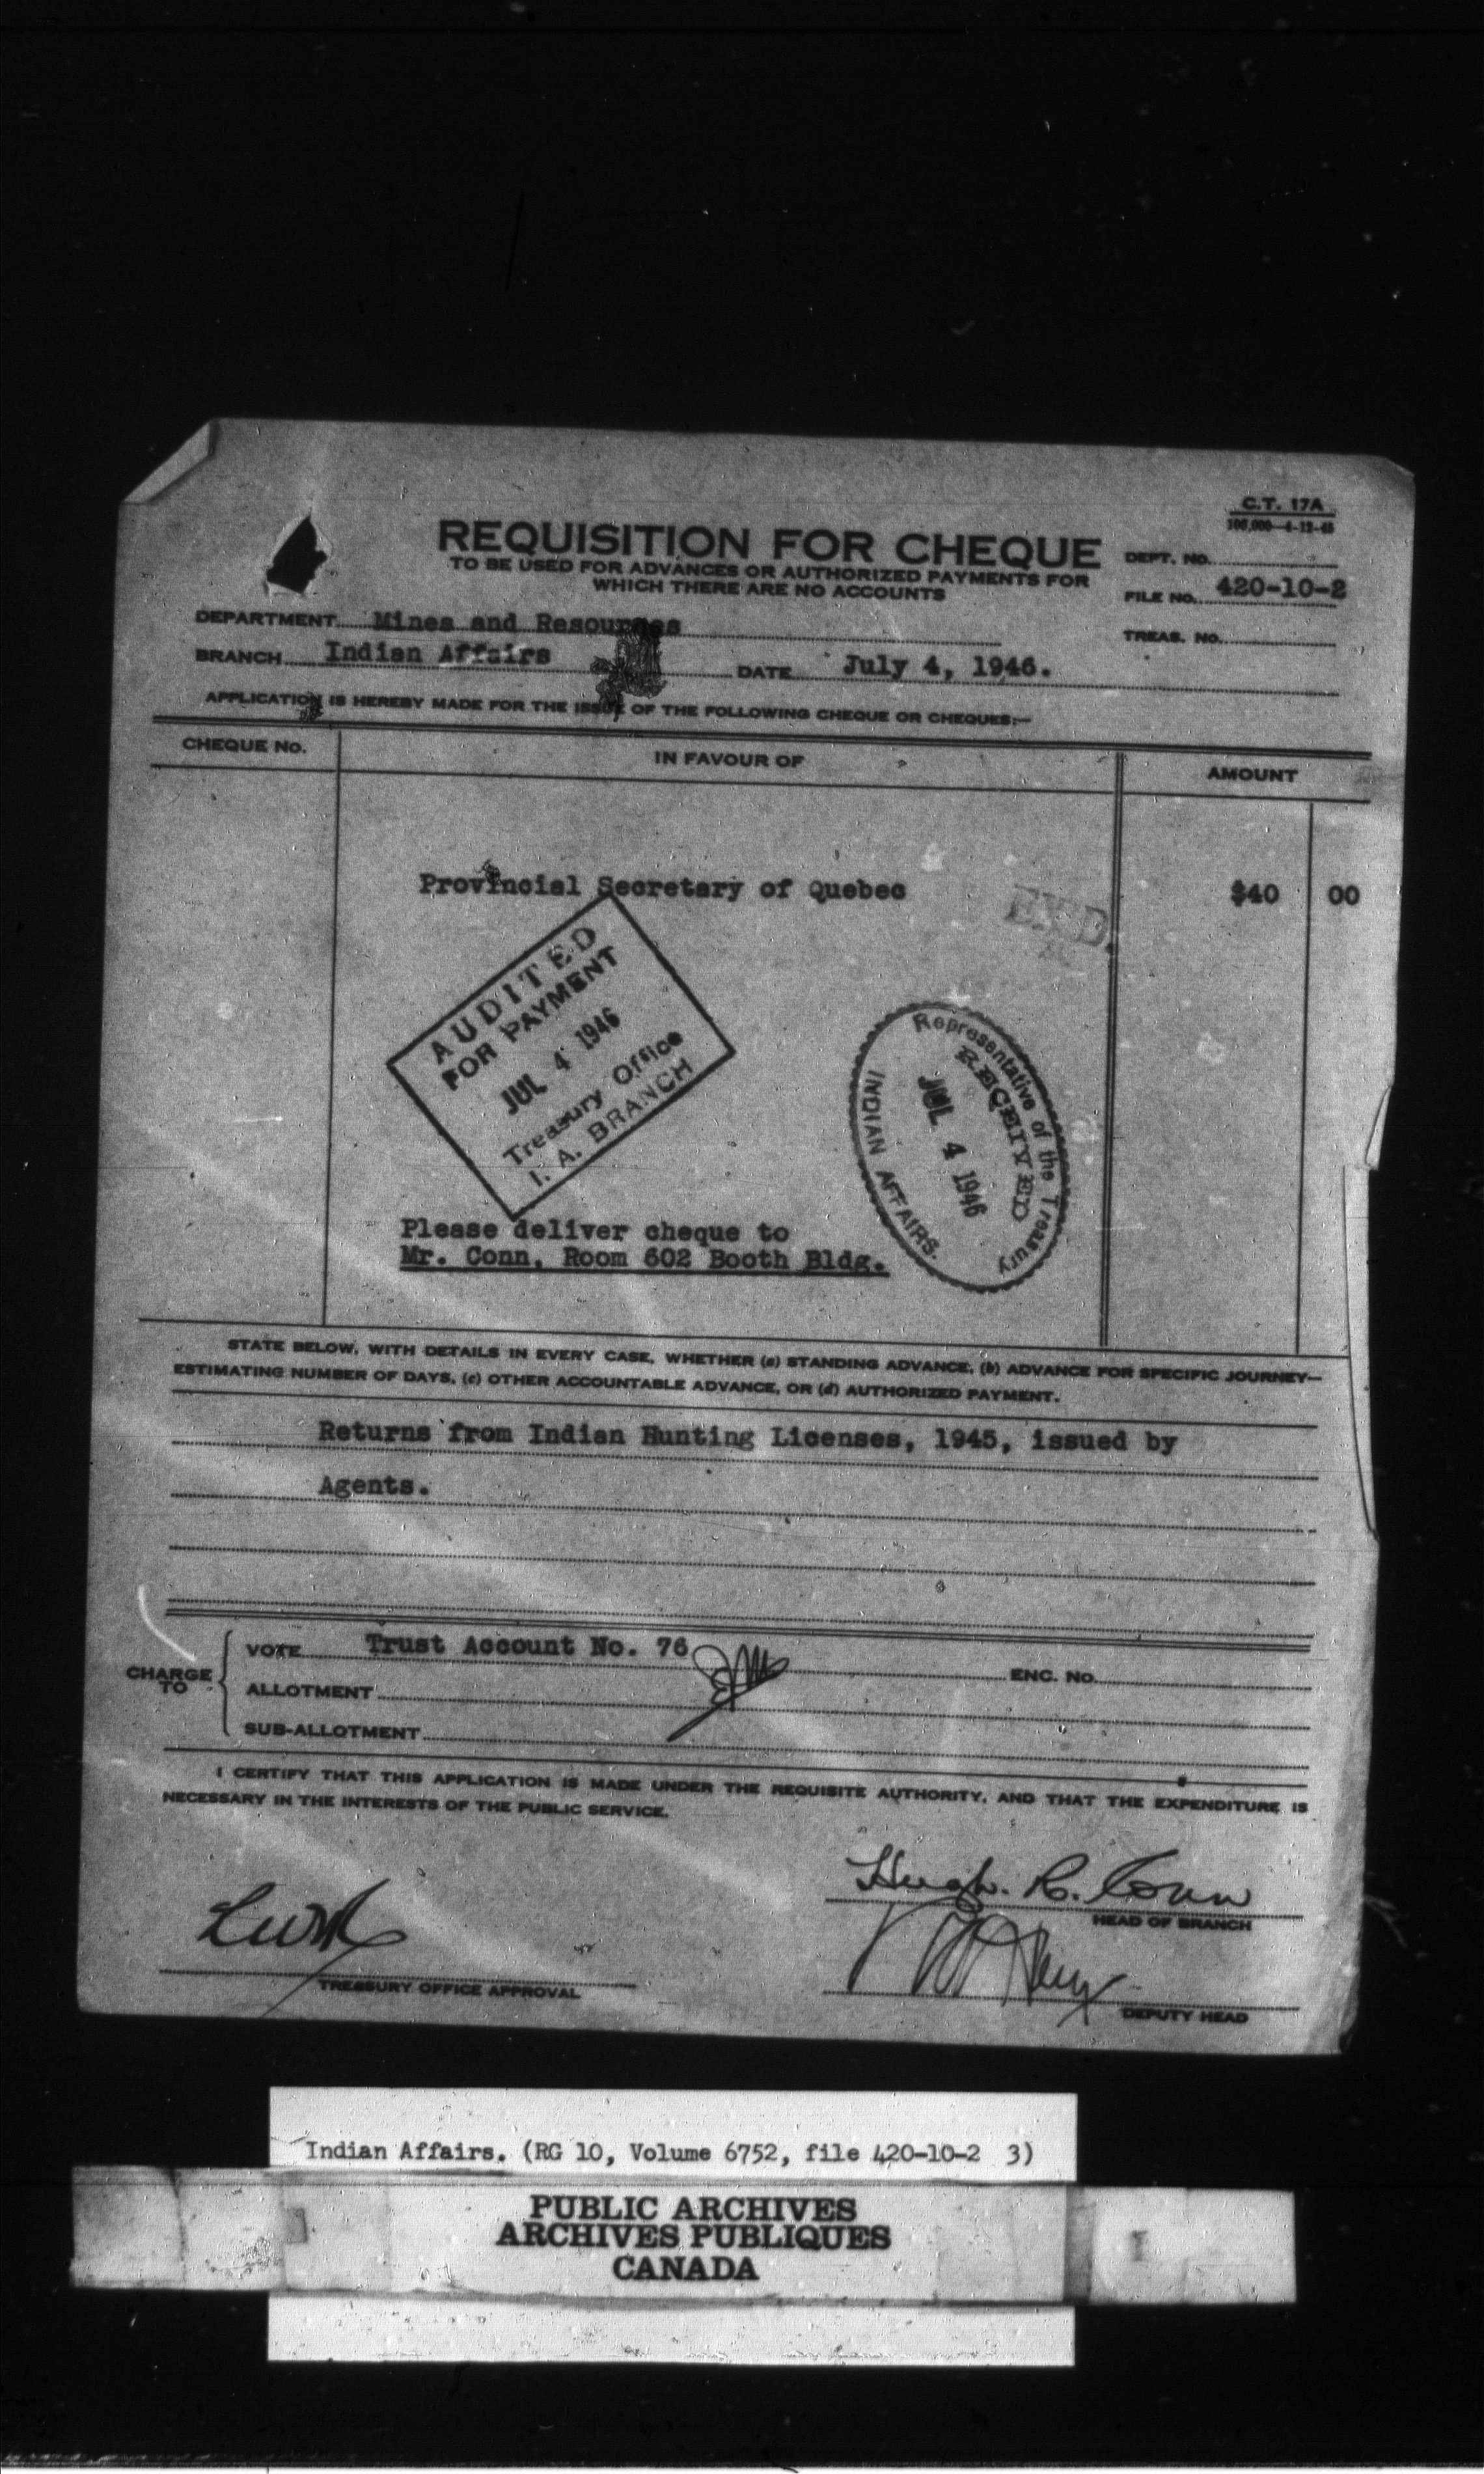 C.T. 17A
100,000—4-12-45
REQUISITION FOR CHEQUE
TO BE USED FOR ADVANCES OR AUTHORIZED PAYMENTS FOR
WHICH THERE ARE NO ACCOUNTS
DEPT. NO.
FILE NO. 420-10-2
TREAS. NO.
DEPARTMENT Mines and Resources
BRANCH Indian Affairs DATE July 4, 1946.
APPLICATION IS HEREBY MADE FOR THE ISSUE OF THE FOLLOWING CHEQUE OR CHEQUES:—
CHEQUE No. IN FAVOUR OF AMOUNT
Provincial Secretary of Quebec $40 00
AUDITED
FOR PAYMENT
JUL 4 1946
Treasury Office
I. A. BRANCH
Representative of the Treasury
RECEIVED
JUL 4 1946
INDIAN AFFAIRS.
Please deliver cheque to
Mr. Conn, Room 602 Booth Bldg.
STATE BELOW, WITH DETAILS IN EVERY CASE, WHETHER (a) STANDING ADVANCE, (b) ADVANCE FOR SPECIFIC JOURNEY—
ESTIMATING NUMBER OF DAYS, (c) OTHER ACCOUNTABLE ADVANCE, OR (d) AUTHORIZED PAYMENT.
Returns from Indian Hunting Licenses, 1945, issued by
Agents.
CHARGE TO
VOTE Trust Account No. 76 ENC. NO.
ALLOTMENT
SUB-ALLOTMENT
I CERTIFY THAT THIS APPLICATION IS MADE UNDER THE REQUISITE AUTHORITY, AND THAT THE EXPENDITURE IS
NECESSARY IN THE INTERESTS OF THE PUBLIC SERVICE.
Hugh R. Conn
HEAD OF BRANCH
TREASURY OFFICE APPROVAL
DEPUTY HEAD
Indian Affairs. (RG 10, Volume 6752, file 420-10-2 3)
PUBLIC ARCHIVES
ARCHIVES PUBLIQUES
CANADA